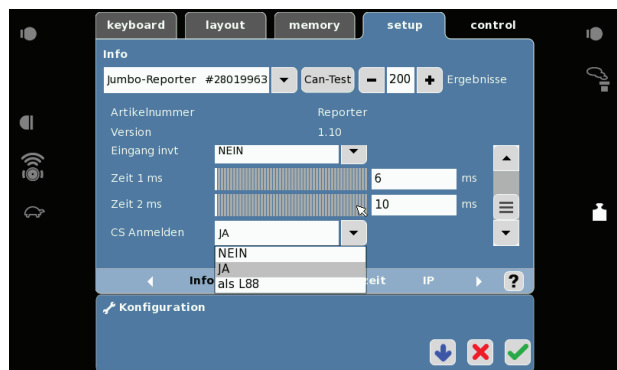 keyboard layout memory setup control
Info
Jumbo-Reporter #28019963 Can-Test 200 Ergebnisse
Artikelnummer Reporter
Version 1.10
Eingang invt NEIN
Zeit 1 ms 6 ms
Zeit 2 ms 10 ms
CS Anmelden JA
NEIN
JA
als L88
Info zeit IP ?
Konfiguration